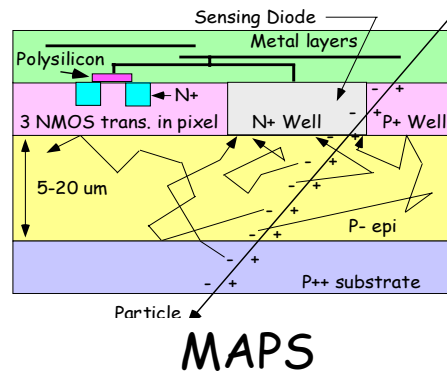 Sensing Diode
Metal layers
Polysilicon
N+
- +
3 NMOS trans. in pixel
N+ Well
P+ Well
- +
- +
- +
5-20 um
- +
- +
- +
P- epi
- +
- +
P++ substrate
- +
Particle
MAPS